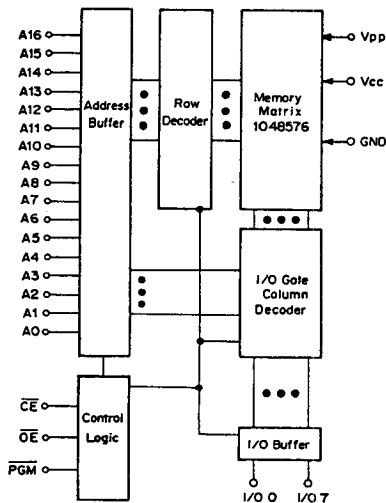 A16
A15
A14
A13
A12
A11
A10
A9
A8
A7
A6
A5
A4
A3
A2
A1
A0
Address
Buffer
Row
Decoder
Memory
Matrix
1048576
Vpp
Vcc
GND
I/O Gate
Column
Decoder
CE
OE
PGM
Control
Logic
I/O Buffer
I/O 0 I/O 7